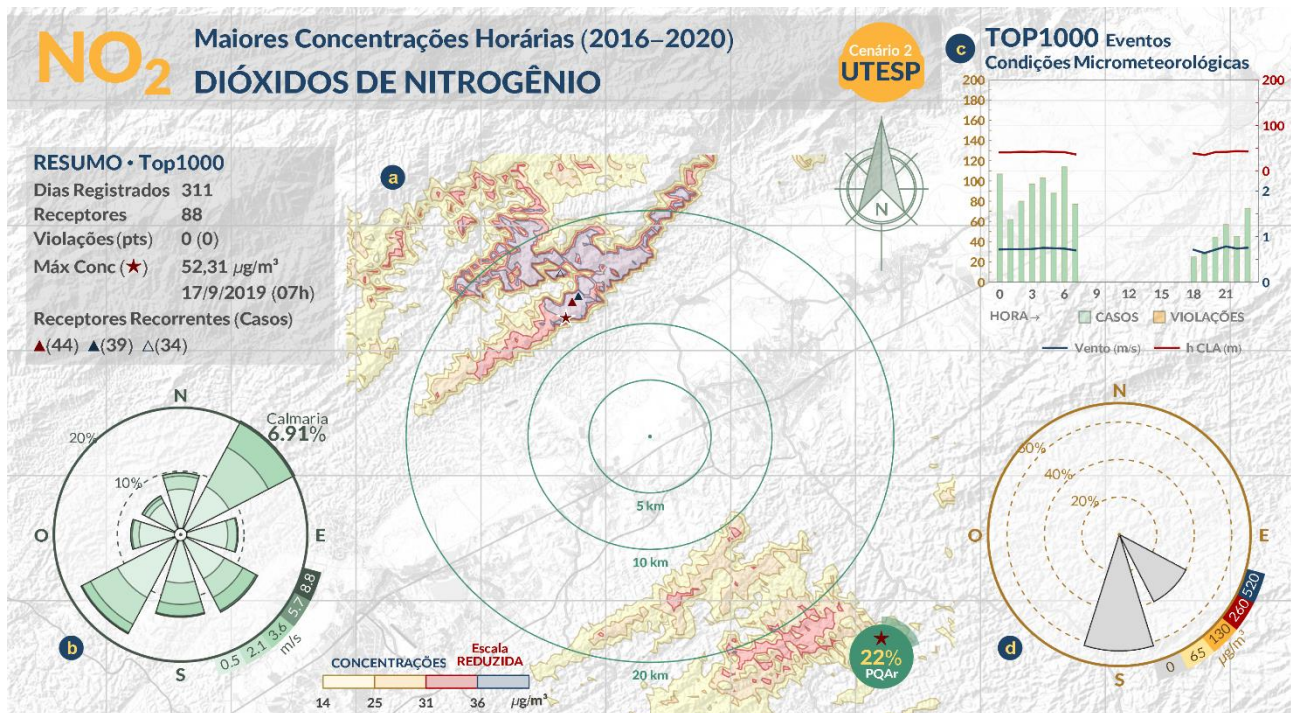 NO2
Maiores Concentrações Horárias (2016–2020)
DIÓXIDOS DE NITROGÊNIO
Cenário 2
UTESP
c
TOP1000 Eventos
Condições Micrometeorológicas
200
180
160
140
120
100
80
60
40
20
0
200
100
0
2
1
0
0 3 6 9 12 15 18 21
HORA→
CASOS
VIOLAÇÕES
Vento (m/s)
h CLA (m)
RESUMO • Top1000
Dias Registrados 311
Receptores 88
Violações (pts) 0 (0)
Máx Conc (★) 52,31 µg/m³
17/9/2019 (07h)
Receptores Recorrentes (Casos)
▲(44) ▲(39) △(34)
a
N
5 km
10 km
20 km
N
Calmaria
6.91%
20%
10%
O
E
S
b
0.5 2.1 3.6 5.7 8.8
m/s
CONCENTRAÇÕES
Escala
REDUZIDA
14 25 31 36 µg/m³
★
22%
PQAr
N
60%
40%
20%
O
E
S
d
0 65 130 260 520
µg/m³